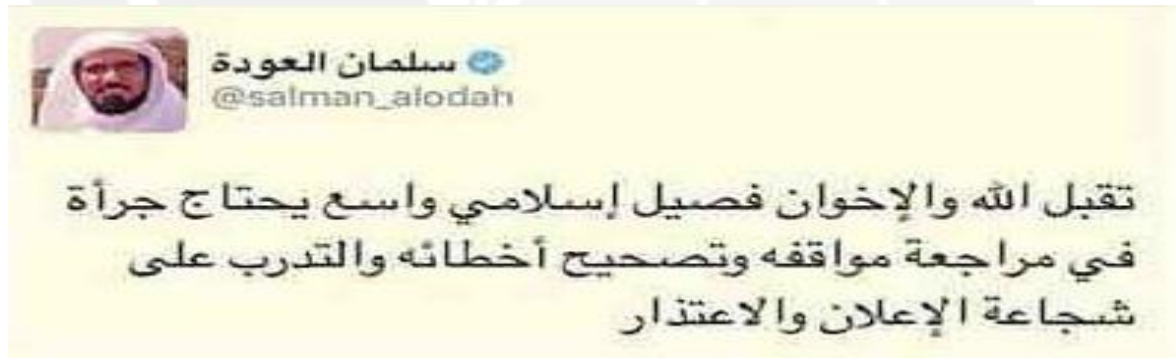 سلمان العودة
@salman_alodah
تقبل الله والإخوان فصيل إسلامي واسع يحتاج جرأة
في مراجعة مواقفه وتصحيح أخطائه والتدرب على
شجاعة الإعلان والاعتذار